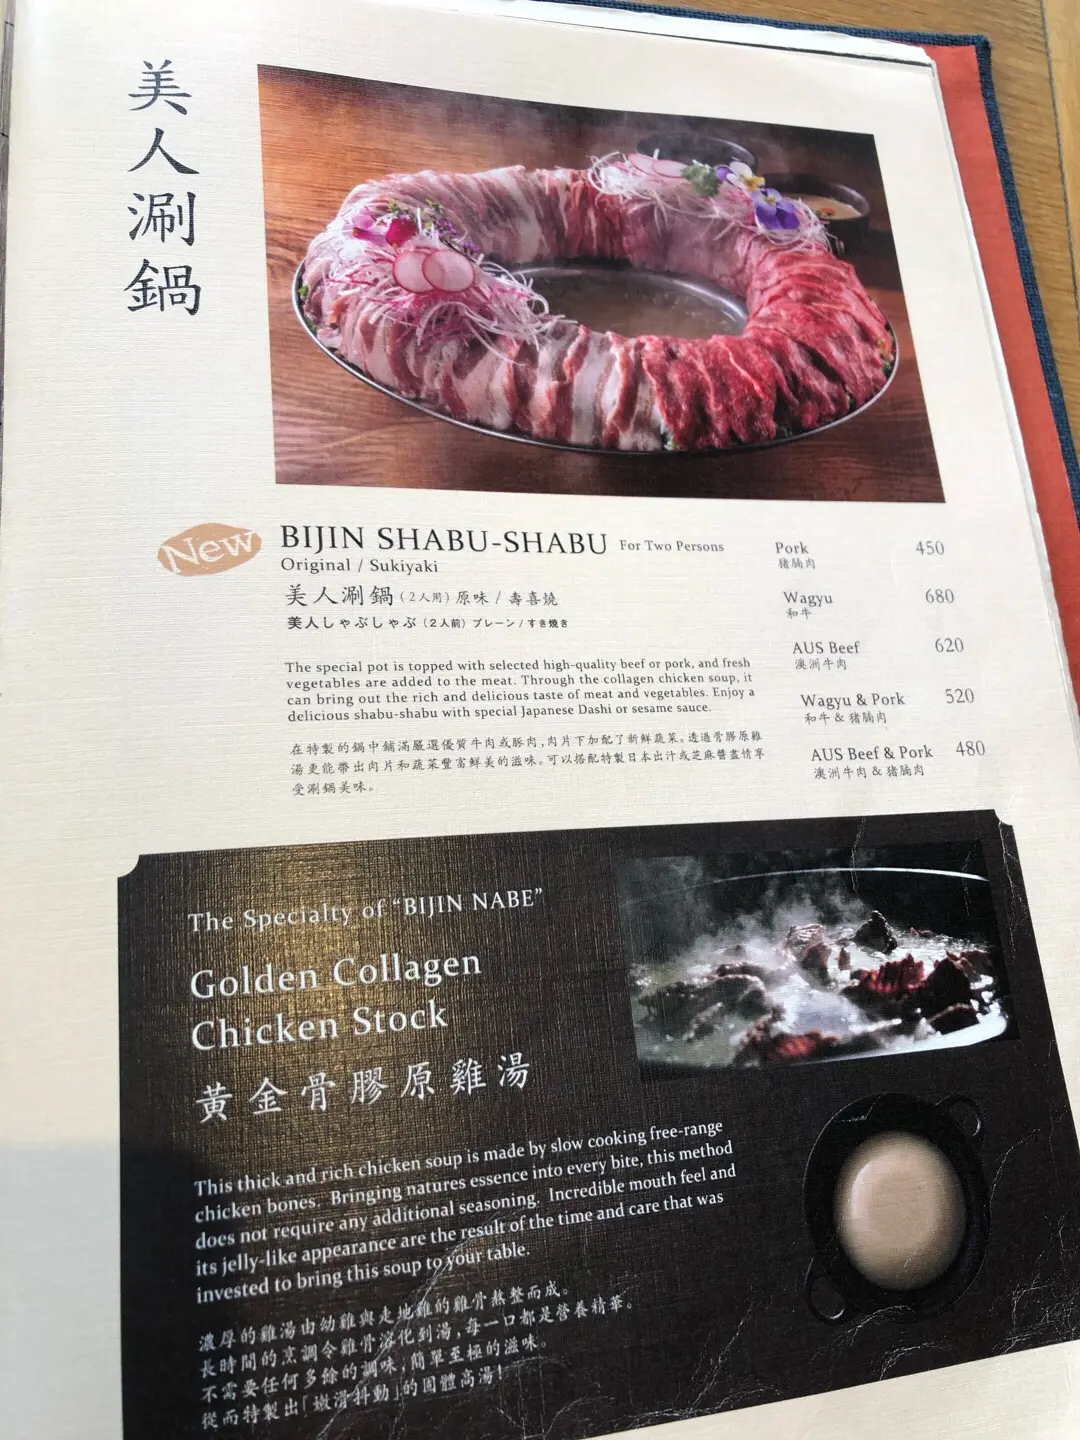 美人涮鍋
New
BIJIN SHABU-SHABU For Two Persons
Original / Sukiyaki
美人涮鍋 (2人用) 原味 / 壽喜燒
美人しゃぶしゃぶ (2人前) プレーン / すき焼き
The special pot is topped with selected high-quality beef or pork, and fresh
vegetables are added to the meat. Through the collagen chicken soup, it
can bring out the rich and delicious taste of meat and vegetables. Enjoy a
delicious shabu-shabu with special Japanese Dashi or sesame sauce.
在特製的鍋中鋪滿嚴選優質牛肉或豚肉,肉片下加配了新鮮蔬菜。透過骨膠原雞
湯更能帶出肉片和蔬菜豐富鮮美的滋味。可以搭配特製日本出汁或芝麻醬盡情享
受涮鍋美味。
Pork 450
豬腩肉
Wagyu 680
和牛
AUS Beef 620
澳洲牛肉
Wagyu & Pork 520
和牛 & 豬腩肉
AUS Beef & Pork 480
澳洲牛肉 & 豬腩肉
The Specialty of “BIJIN NABE”
Golden Collagen
Chicken Stock
黃金骨膠原雞湯
This thick and rich chicken soup is made by slow cooking free-range
chicken bones. Bringing natures essence into every bite, this method
does not require any additional seasoning. Incredible mouth feel and
its jelly-like appearance are the result of the time and care that was
invested to bring this soup to your table.
濃厚的雞湯由幼雞與走地雞的雞骨熬整而成。
長時間的烹調令雞骨溶化到湯,每一口都是營養精華。
不需要任何多餘的調味,簡單至極的滋味。
從而特製出「嫩滑抖動」的固體高湯!